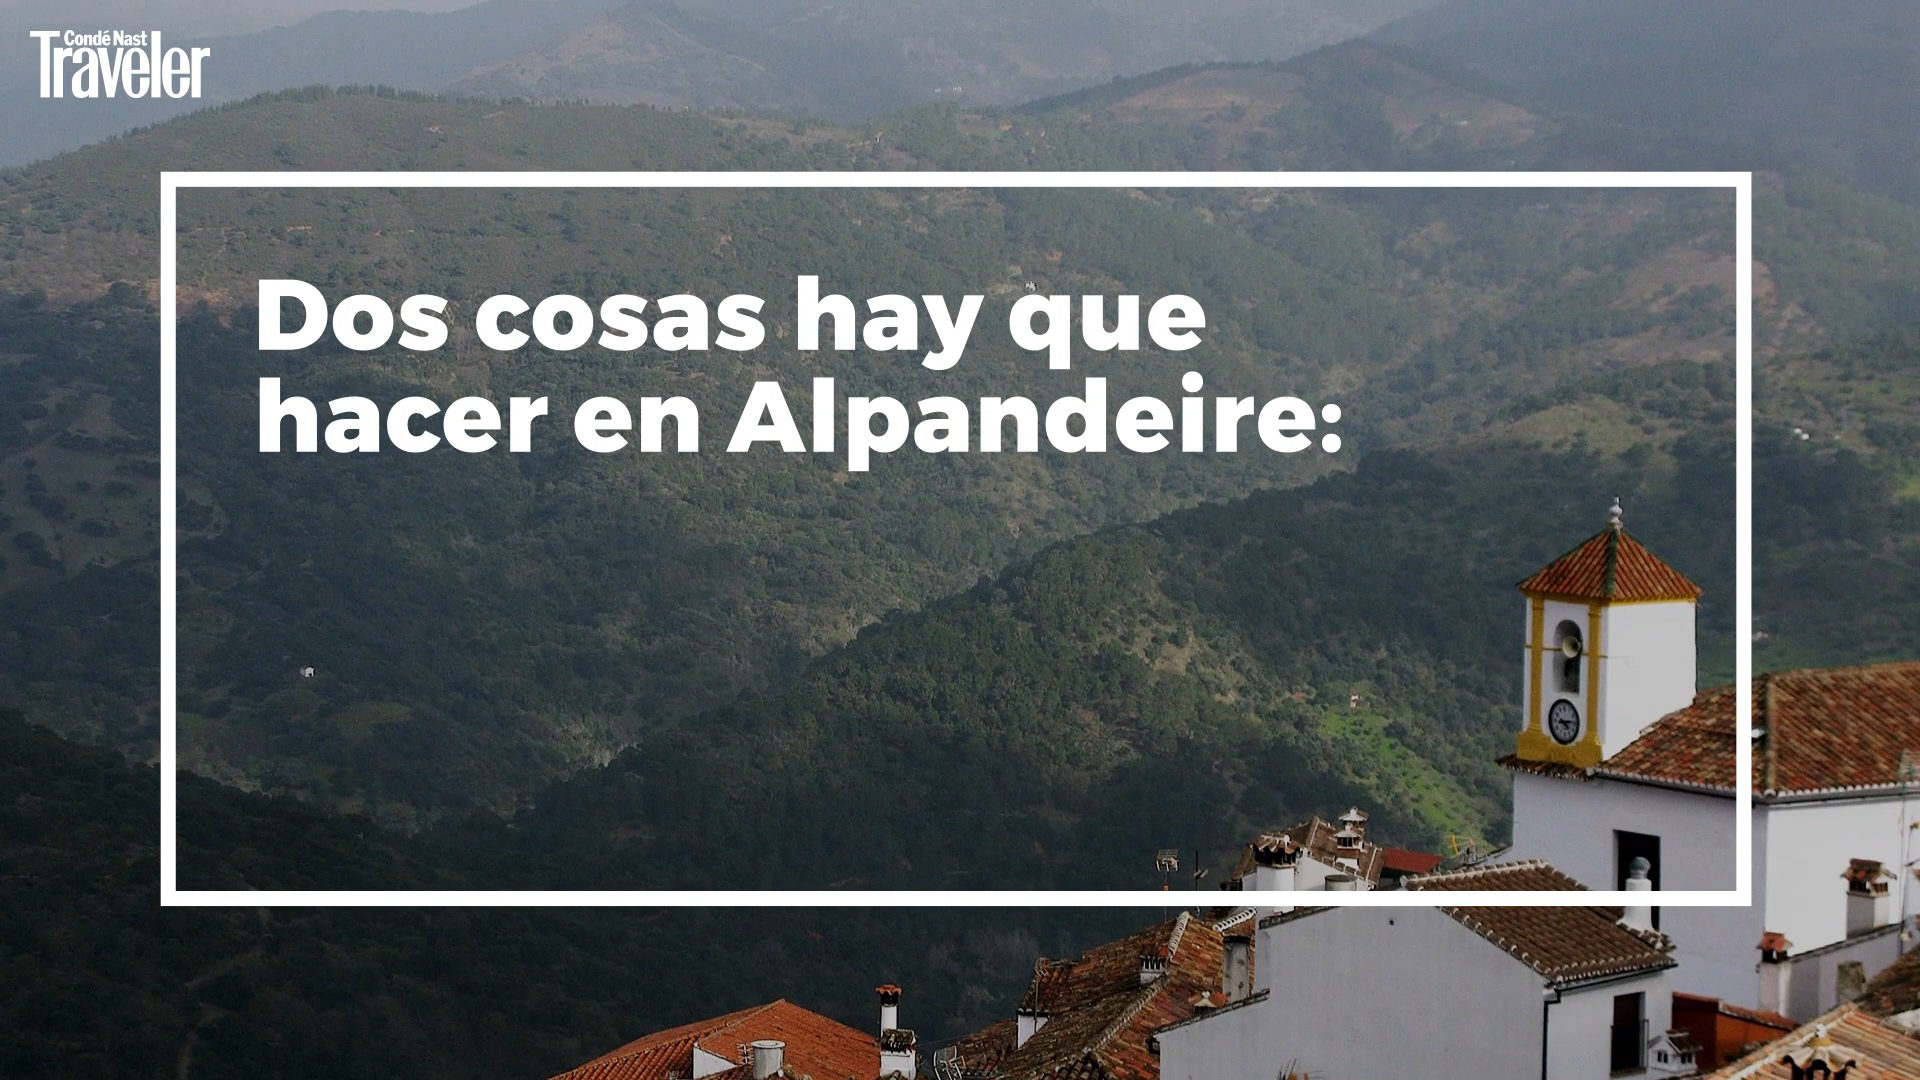 Condé Nast
Traveler
Dos cosas hay que
hacer en Alpandeire: